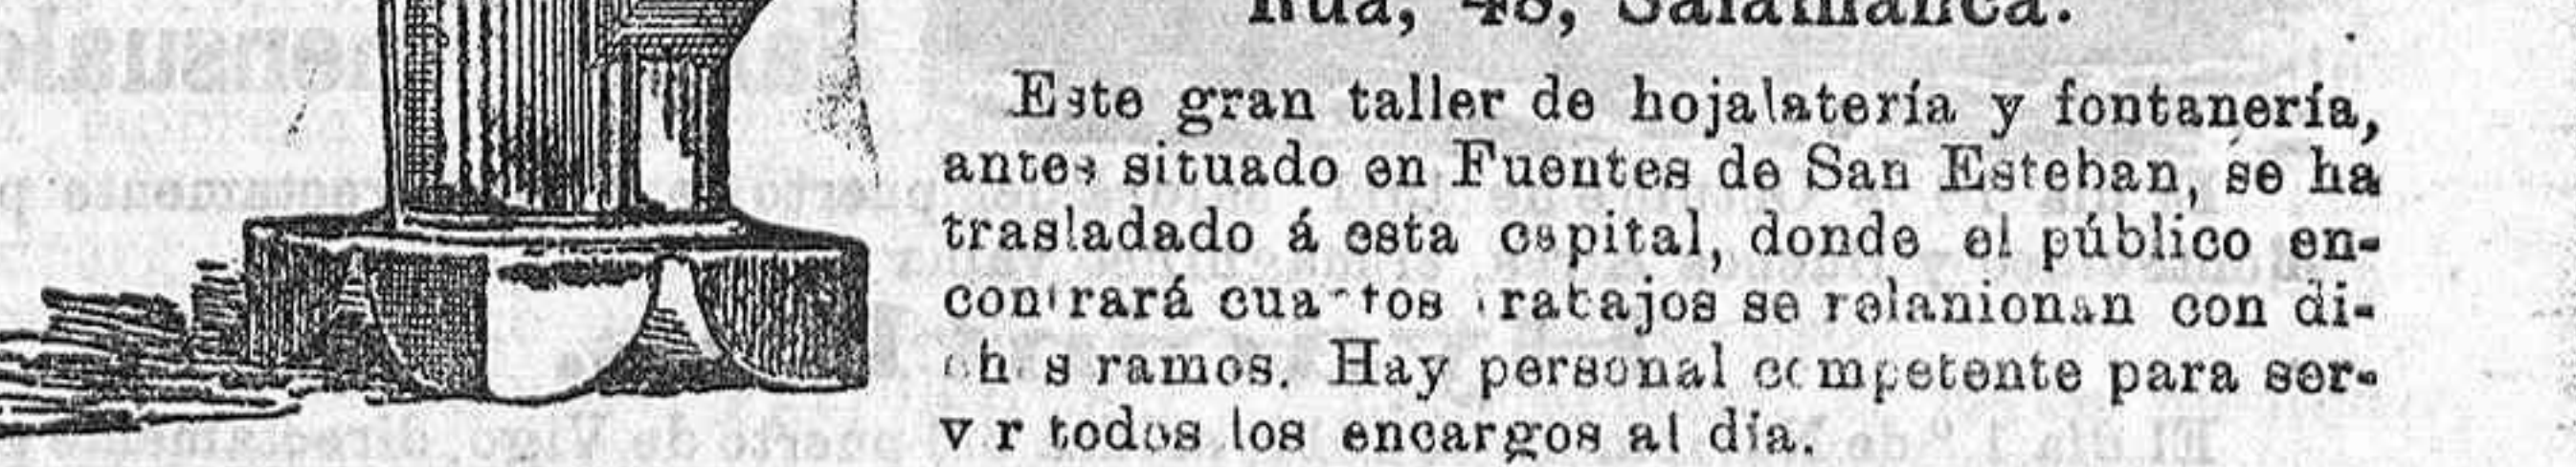 Rúa, 48, Salamanca.
Este gran taller de hojalatería y fontanería,
antes situado en Fuentes de San Esteban, se ha
trasladado á esta capital, donde el público en-
contrará cuantos trabajos se relanionan con di-
chos ramos. Hay personal competente para ser-
vir todos los encargos al día.